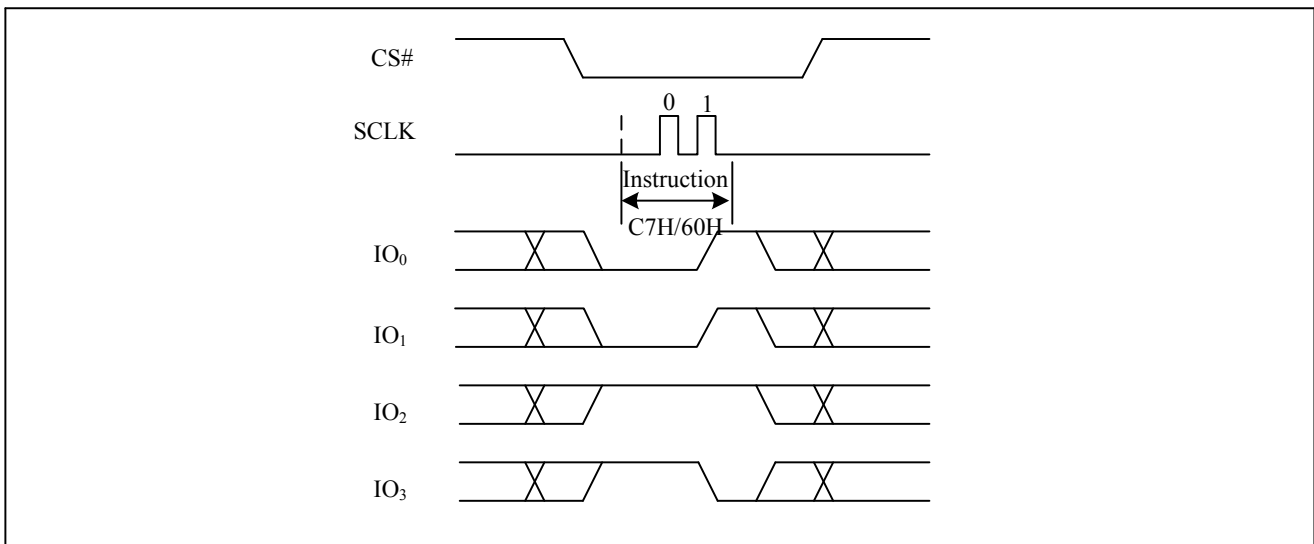 CS#
0 1
SCLK
Instruction
C7H/60H
IO₀
IO₁
IO₂
IO₃